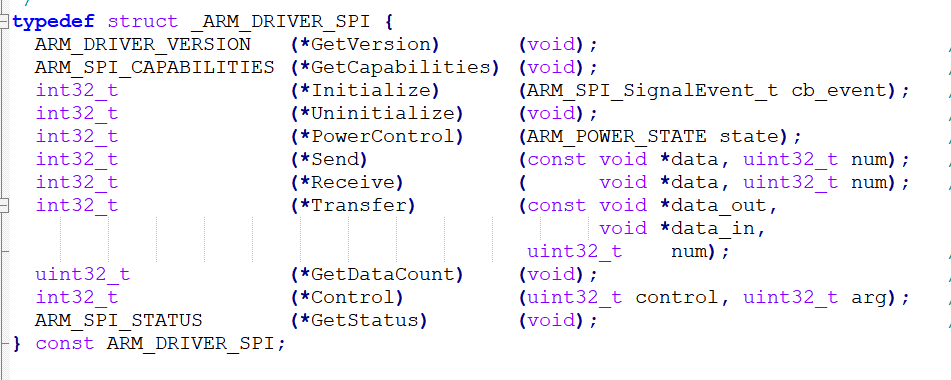 /
typedef struct _ARM_DRIVER_SPI {
ARM_DRIVER_VERSION (*GetVersion) (void); /
ARM_SPI_CAPABILITIES (*GetCapabilities) (void); /
int32_t (*Initialize) (ARM_SPI_SignalEvent_t cb_event); /
int32_t (*Uninitialize) (void); /
int32_t (*PowerControl) (ARM_POWER_STATE state); /
int32_t (*Send) (const void *data, uint32_t num); /
int32_t (*Receive) ( void *data, uint32_t num); /
int32_t (*Transfer) (const void *data_out,
void *data_in,
uint32_t num); /
uint32_t (*GetDataCount) (void); /
int32_t (*Control) (uint32_t control, uint32_t arg); /
ARM_SPI_STATUS (*GetStatus) (void); /
} const ARM_DRIVER_SPI;